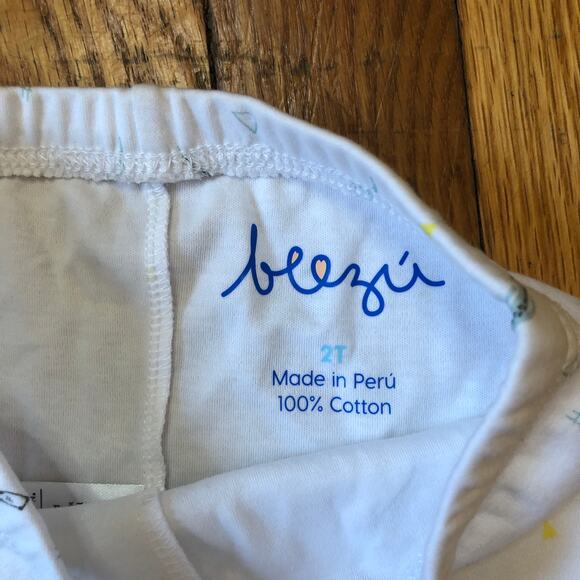 beezú
2T
Made in Perú
100% Cotton